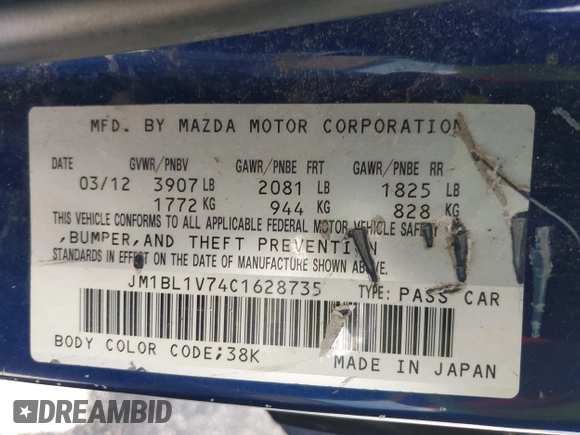 MFD. BY MAZDA MOTOR CORPORATION
DATE GVWR/PNBV GAWR/PNBE FRT GAWR/PNBE RR
03/12 3907 LB 2081 LB 1825 LB
1772 KG 944 KG 828 KG
THIS VEHICLE CONFORMS TO ALL APPLICABLE FEDERAL MOTOR VEHICLE SAFETY
,BUMPER,AND THEFT PREVENTION
STANDARDS IN EFFECT ON THE DATE OF MANUFACTURE SHOWN ABOVE.
JM1BL1V74C1628735 TYPE: PASS CAR
BODY COLOR CODE;38K
MADE IN JAPAN
DREAMBID